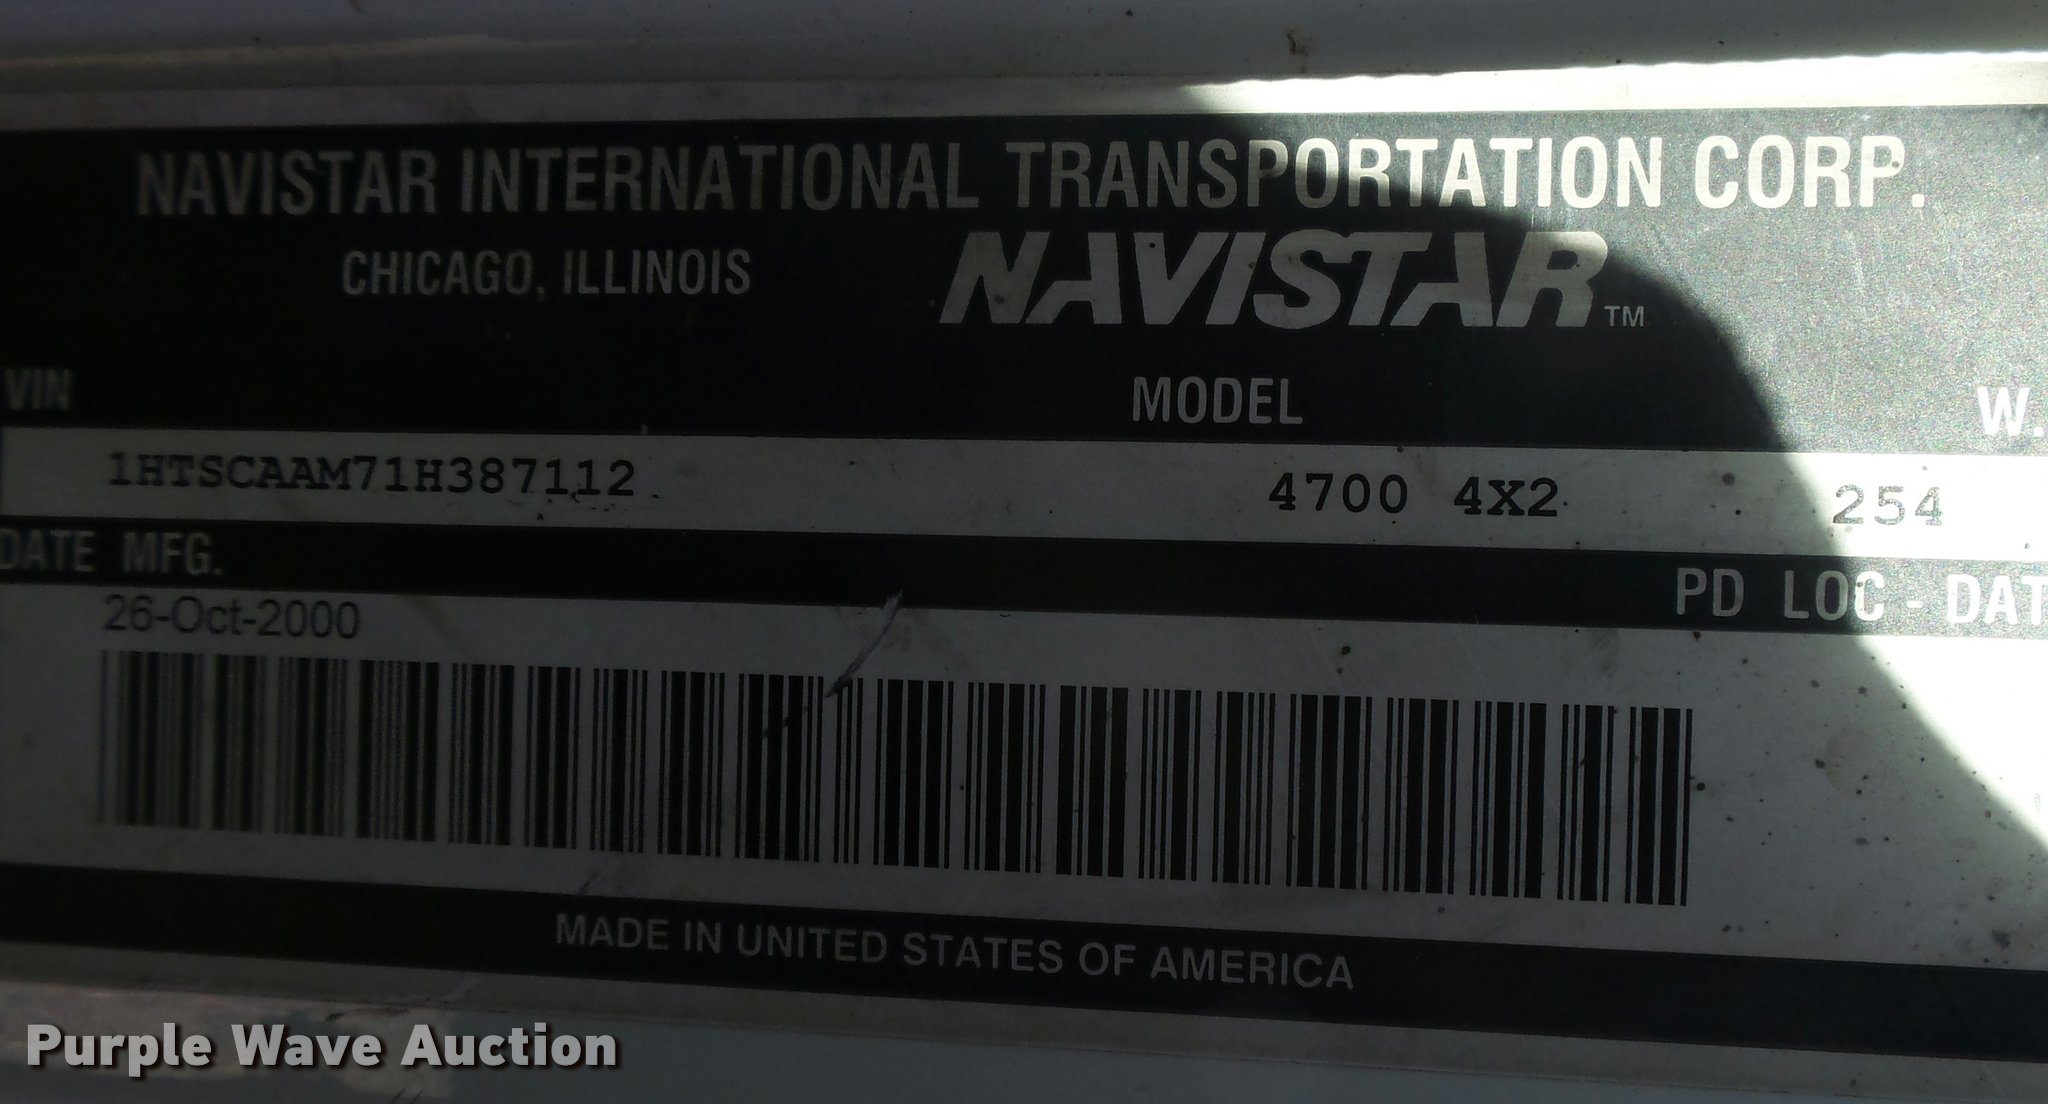 NAVISTAR INTERNATIONAL TRANSPORTATION CORP.
CHICAGO, ILLINOIS NAVISTAR™
VIN MODEL W.
1HTSCAAM71H387112 4700 4X2 254
DATE MFG. PD LOC - DAT
26-Oct-2000
MADE IN UNITED STATES OF AMERICA
Purple Wave Auction